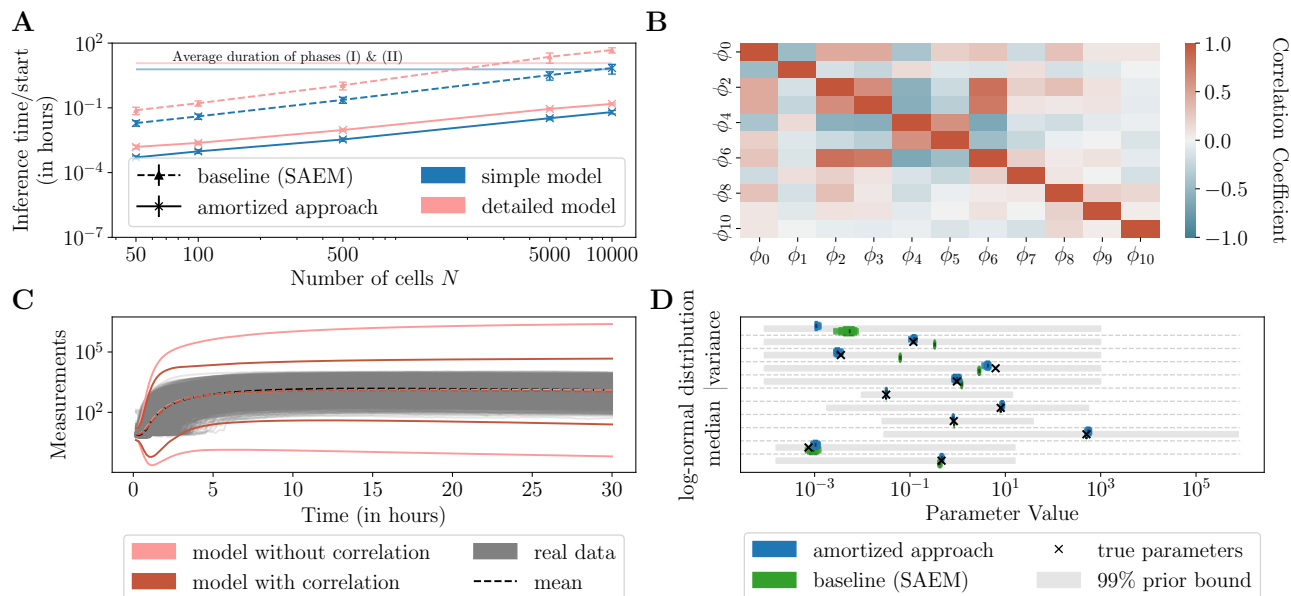 A
Inference time/start
(in hours)
10^2
10^-1
10^-4
10^-7
Average duration of phases (I) & (II)
baseline (SAEM)
amortized approach
simple model
detailed model
50
100
500
5000
10000
Number of cells N
B
ϕ0
ϕ2
ϕ4
ϕ6
ϕ8
ϕ10
ϕ0
ϕ1
ϕ2
ϕ3
ϕ4
ϕ5
ϕ6
ϕ7
ϕ8
ϕ9
ϕ10
1.0
0.5
0.0
−0.5
−1.0
Correlation Coefficient
C
Measurements
10^5
10^2
0
5
10
15
20
25
30
Time (in hours)
model without correlation
model with correlation
real data
mean
D
log-normal distribution
median | variance
10^-3
10^-1
10^1
10^3
10^5
Parameter Value
amortized approach
baseline (SAEM)
true parameters
99% prior bound